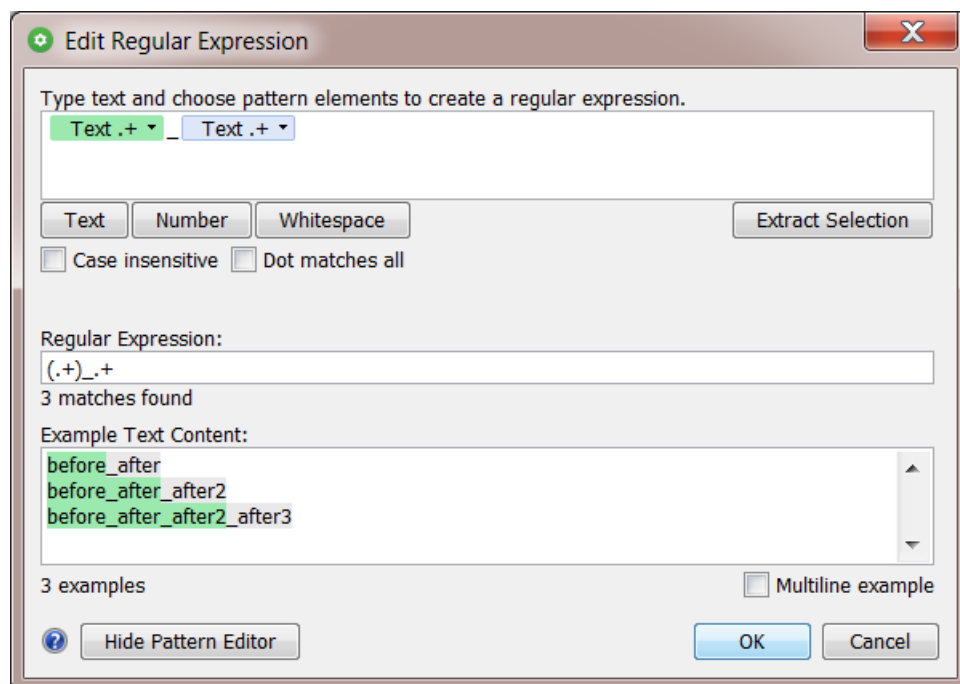 Edit Regular Expression
X
Type text and choose pattern elements to create a regular expression.
Text .+ _ Text .+
Text Number Whitespace Extract Selection
Case insensitive Dot matches all
Regular Expression:
(.+)_.+
3 matches found
Example Text Content:
before_after
before_after_after2
before_after_after2_after3
3 examples Multiline example
? Hide Pattern Editor OK Cancel